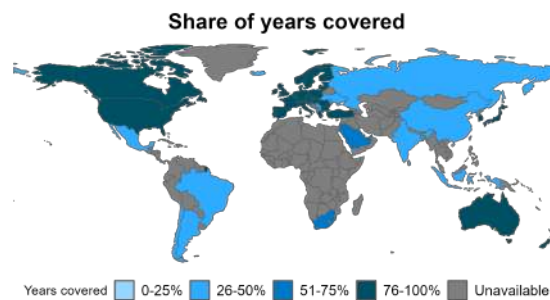 Share of years covered
Years covered 0-25% 26-50% 51-75% 76-100% Unavailable